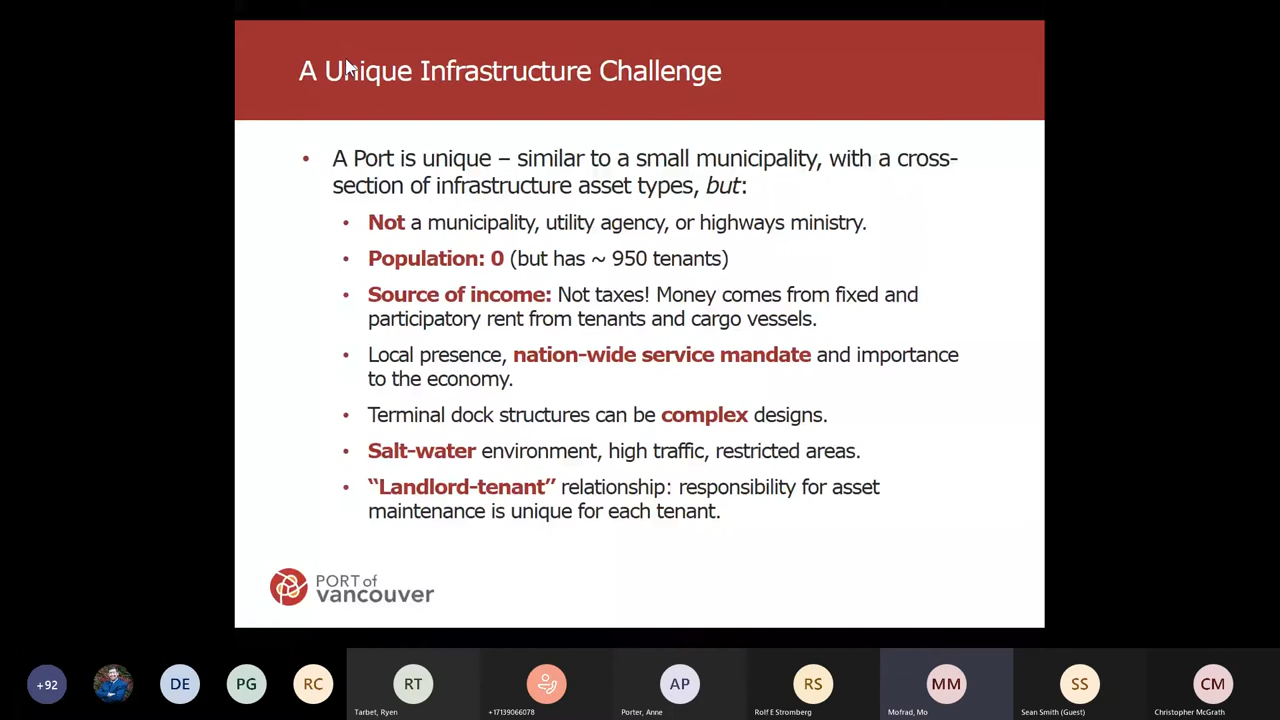 A Unique Infrastructure Challenge
• A Port is unique – similar to a small municipality, with a cross-
section of infrastructure asset types, but:
• Not a municipality, utility agency, or highways ministry.
• Population: 0 (but has ~ 950 tenants)
• Source of income: Not taxes! Money comes from fixed and
participatory rent from tenants and cargo vessels.
• Local presence, nation-wide service mandate and importance
to the economy.
• Terminal dock structures can be complex designs.
• Salt-water environment, high traffic, restricted areas.
• “Landlord-tenant” relationship: responsibility for asset
maintenance is unique for each tenant.
PORT of
vancouver
+92 DE PG RC RT AP RS MM SS CM
Tarbet, Ryen +17139066078 Porter, Anne Rolf E Stromberg Mofrad, Mo Sean Smith (Guest) Christopher McGrath